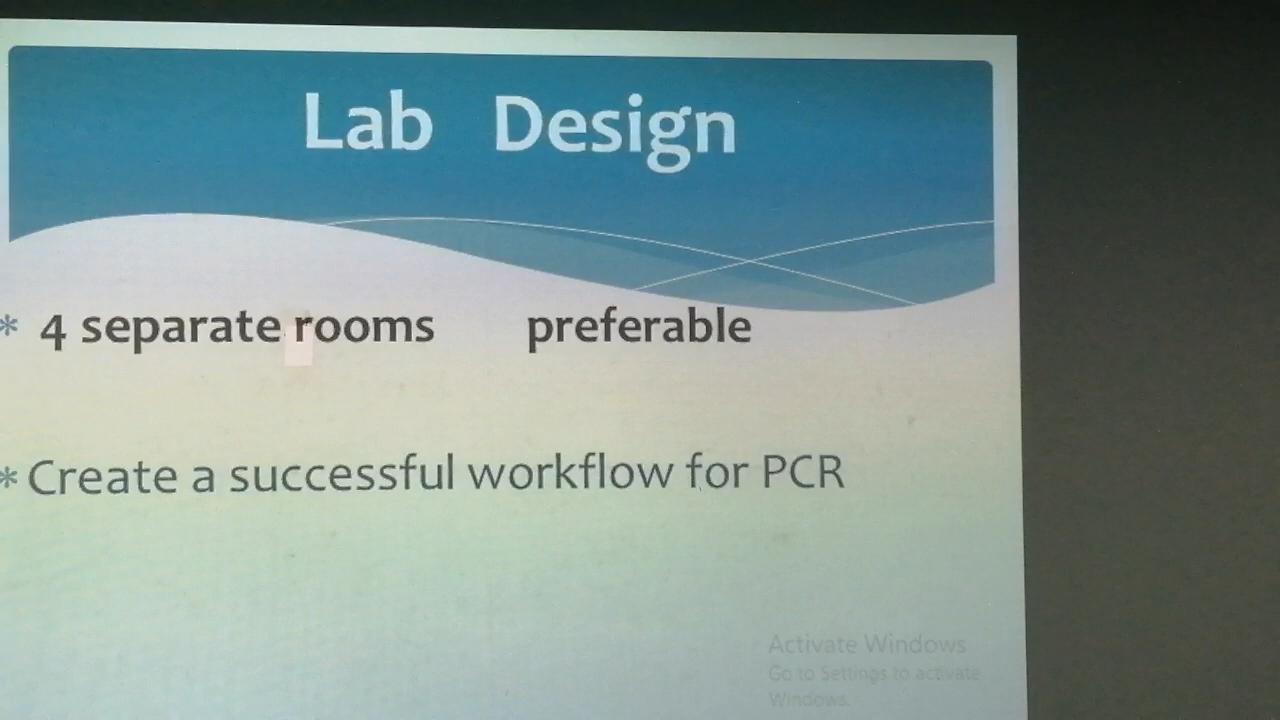 Lab Design
* 4 separate rooms preferable
* Create a successful workflow for PCR
Activate Windows
Go to Settings to activate
Windows.